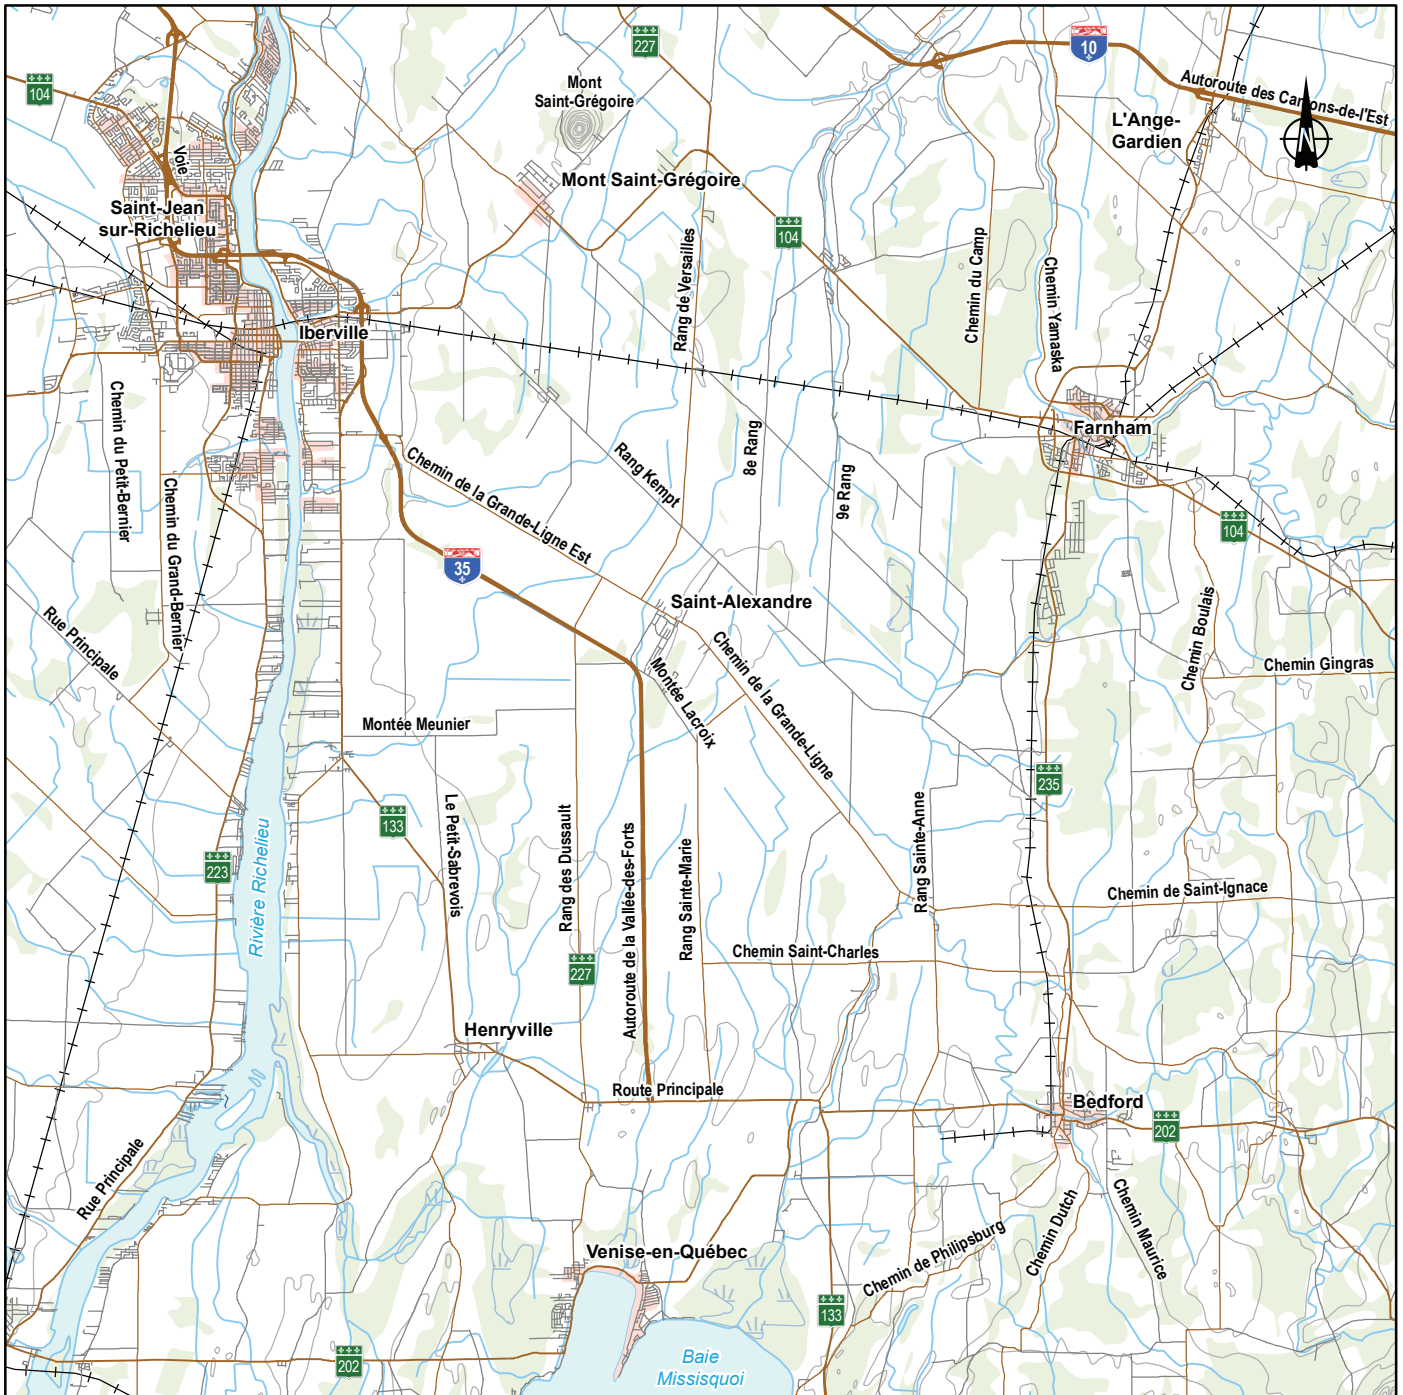 227
10
104
Mont
Saint-Grégoire
Autoroute des Cantons-de-l'Est
L'Ange-
Gardien
N
Voie
Mont Saint-Grégoire
Saint-Jean
sur-Richelieu
104
Rang de Versailles
Chemin du Camp
Chemin Yamaska
Iberville
Chemin du Petit-Bernier
Farnham
8e Rang
Rang Kempt
9e Rang
Chemin de la Grande-Ligne Est
Chemin du Grand-Bernier
104
35
Saint-Alexandre
Rue Principale
Chemin Boulais
Chemin Gingras
Chemin de la Grande-Ligne
Montée Lacroix
Montée Meunier
235
133
Le Petit-Sabrevois
Rang des Dussault
Autoroute de la Vallée-des-Forts
Rang Sainte-Marie
Rang Sainte-Anne
223
Rivière Richelieu
Chemin de Saint-Ignace
Chemin Saint-Charles
227
Henryville
Route Principale
Bedford
202
Rue Principale
Chemin Dutch
Chemin Maurice
Chemin de Philipsburg
Venise-en-Québec
133
202
Baie
Missisquoi